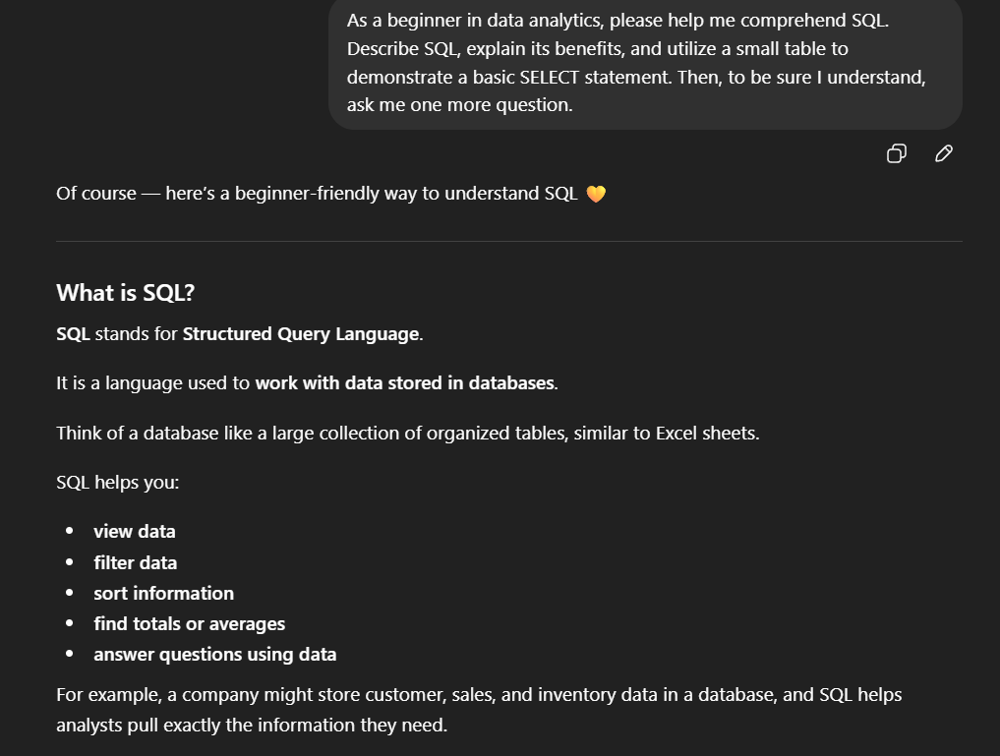 As a beginner in data analytics, please help me comprehend SQL.
Describe SQL, explain its benefits, and utilize a small table to
demonstrate a basic SELECT statement. Then, to be sure I understand,
ask me one more question.
Of course — here’s a beginner-friendly way to understand SQL 💛
What is SQL?
SQL stands for Structured Query Language.
It is a language used to work with data stored in databases.
Think of a database like a large collection of organized tables, similar to Excel sheets.
SQL helps you:
• view data
• filter data
• sort information
• find totals or averages
• answer questions using data
For example, a company might store customer, sales, and inventory data in a database, and SQL helps
analysts pull exactly the information they need.